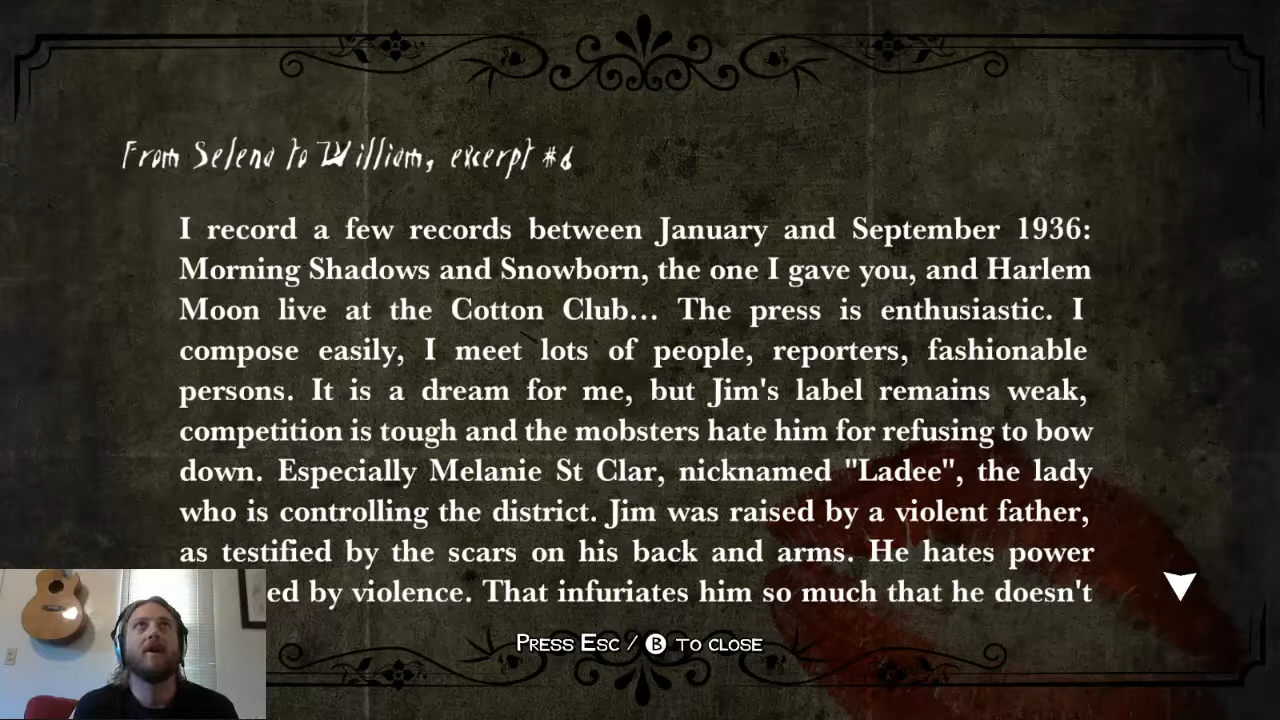 From Selena to William, excerpt #6
I record a few records between January and September 1936:
Morning Shadows and Snowborn, the one I gave you, and Harlem
Moon live at the Cotton Club... The press is enthusiastic. I
compose easily, I meet lots of people, reporters, fashionable
persons. It is a dream for me, but Jim's label remains weak,
competition is tough and the mobsters hate him for refusing to bow
down. Especially Melanie St Clar, nicknamed "Ladee", the lady
who is controlling the district. Jim was raised by a violent father,
as testified by the scars on his back and arms. He hates power
by violence. That infuriates him so much that he doesn't
PRESS ESC / B TO CLOSE